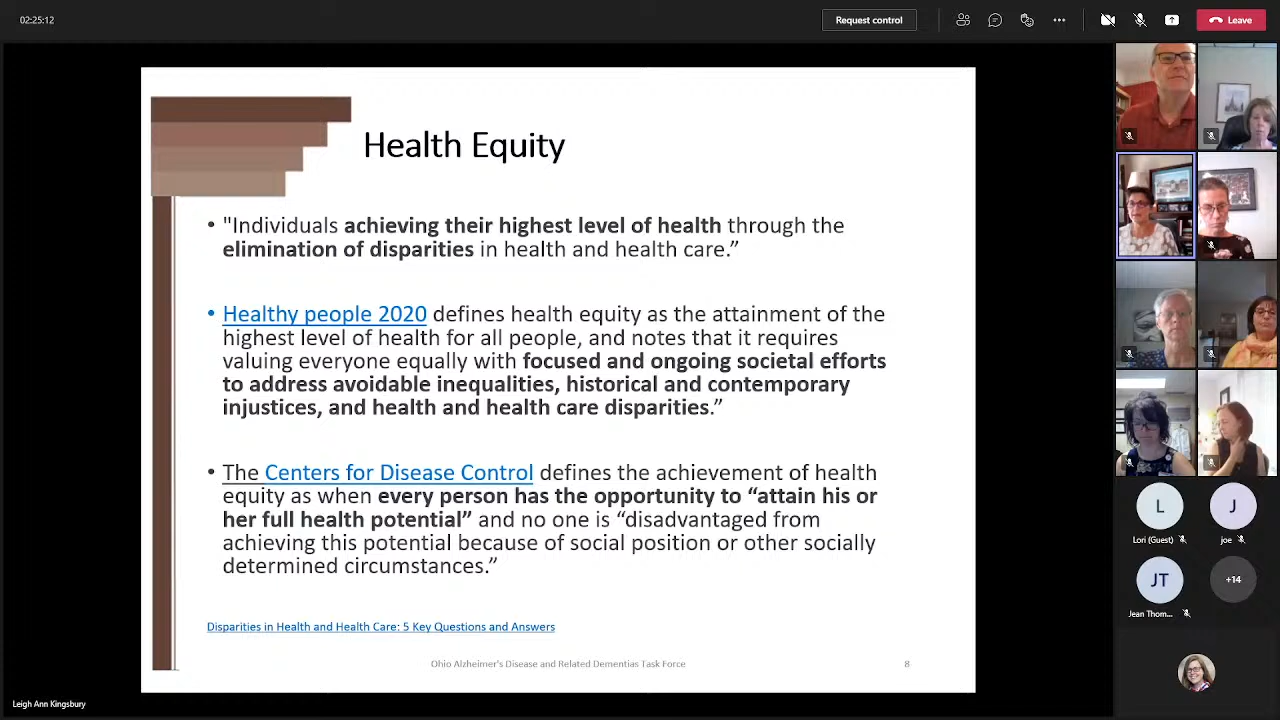 02:25:12
Request control
Leave
Health Equity
• "Individuals achieving their highest level of health through the
elimination of disparities in health and health care.”
• Healthy people 2020 defines health equity as the attainment of the
highest level of health for all people, and notes that it requires
valuing everyone equally with focused and ongoing societal efforts
to address avoidable inequalities, historical and contemporary
injustices, and health and health care disparities.”
• The Centers for Disease Control defines the achievement of health
equity as when every person has the opportunity to “attain his or
her full health potential” and no one is “disadvantaged from
achieving this potential because of social position or other socially
determined circumstances.”
Disparities in Health and Health Care: 5 Key Questions and Answers
Ohio Alzheimer's Disease and Related Dementias Task Force
8
L
J
Lori (Guest)
joe
JT
+14
Jean Thom...
Leigh Ann Kingsbury